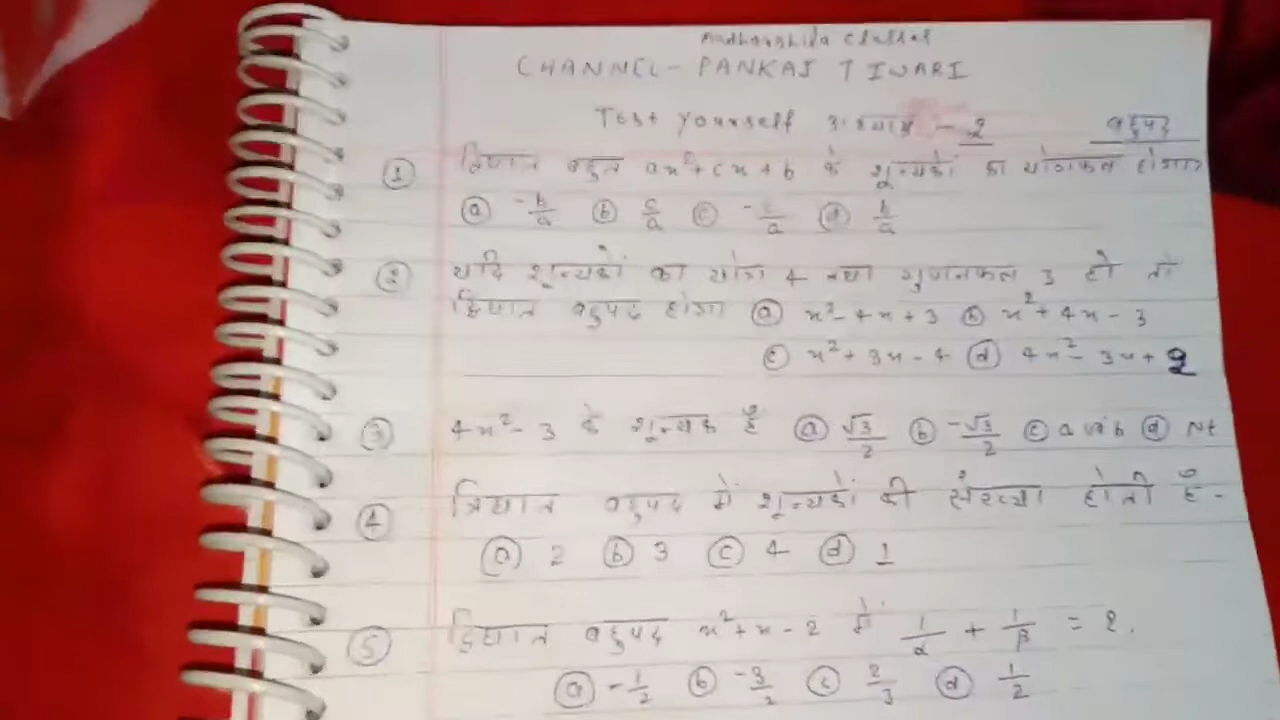 Aadharshila classes
CHANNEL - PANKAJ TIWARI
Test yourself अध्याय - 2 बहुपद
① द्विघात बहुत ax²+cx+b के शून्यकों का योगफल होगा?
ⓐ -b/a ⓑ c/a ⓒ -c/a ⓓ b/a
② यदि शून्यकों का योग 4 तथा गुणनफल 3 हो तो
द्विघात बहुपद होगा ⓐ x²-4x+3 ⓑ x²+4x-3
ⓒ x²+3x-4 ⓓ 4x²-3x+2
③ 4x²-3 के शून्यक है ⓐ √3/2 ⓑ -√3/2 ⓒ a व b ⓓ Nt
④ त्रिघात बहुपद में शून्यकों की संख्या होती है -
ⓐ 2 ⓑ 3 ⓒ 4 ⓓ 1
⑤ द्विघात बहुपद x²+x-2 में 1/α + 1/β = ?.
ⓐ -1/2 ⓑ -3/2 ⓒ 2/3 ⓓ 1/2